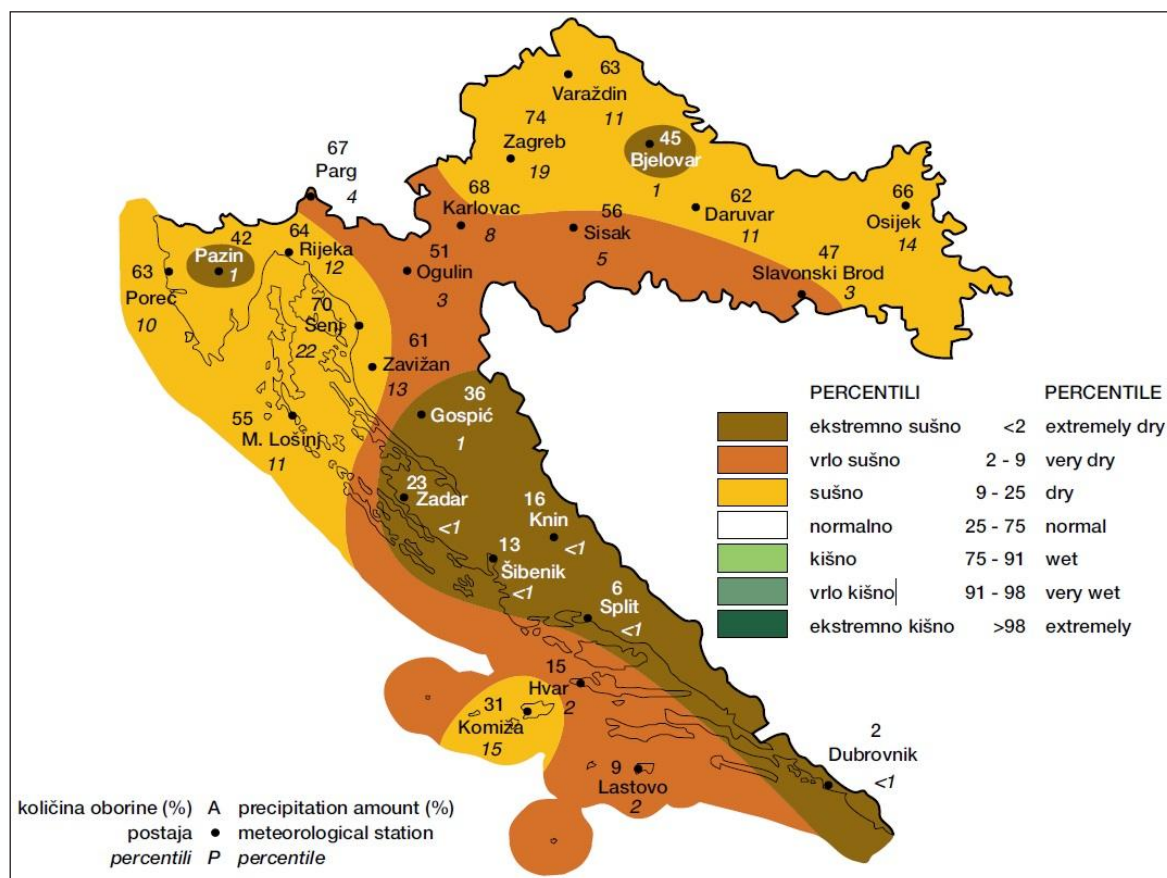 63
Varaždin
11
74
Zagreb
19
45
Bjelovar
1
67
Parg
4
68
Karlovac
8
62
Daruvar
11
66
Osijek
14
56
Sisak
5
42
Pazin
1
64
Rijeka
12
63
Poreč
10
51
Ogulin
3
47
Slavonski Brod
3
70
Senj
22
61
Zavižan
13
36
Gospić
1
55
M. Lošinj
11
23
Zadar
<1
16
Knin
<1
13
Šibenik
<1
6
Split
<1
15
Hvar
2
31
Komiža
15
9
Lastovo
2
2
Dubrovnik
<1
PERCENTILI PERCENTILE
ekstremno sušno <2 extremely dry
vrlo sušno 2 - 9 very dry
sušno 9 - 25 dry
normalno 25 - 75 normal
kišno 75 - 91 wet
vrlo kišno 91 - 98 very wet
ekstremno kišno >98 extremely
količina oborine (%) A precipitation amount (%)
postaja ● meteorological station
percentili P percentile